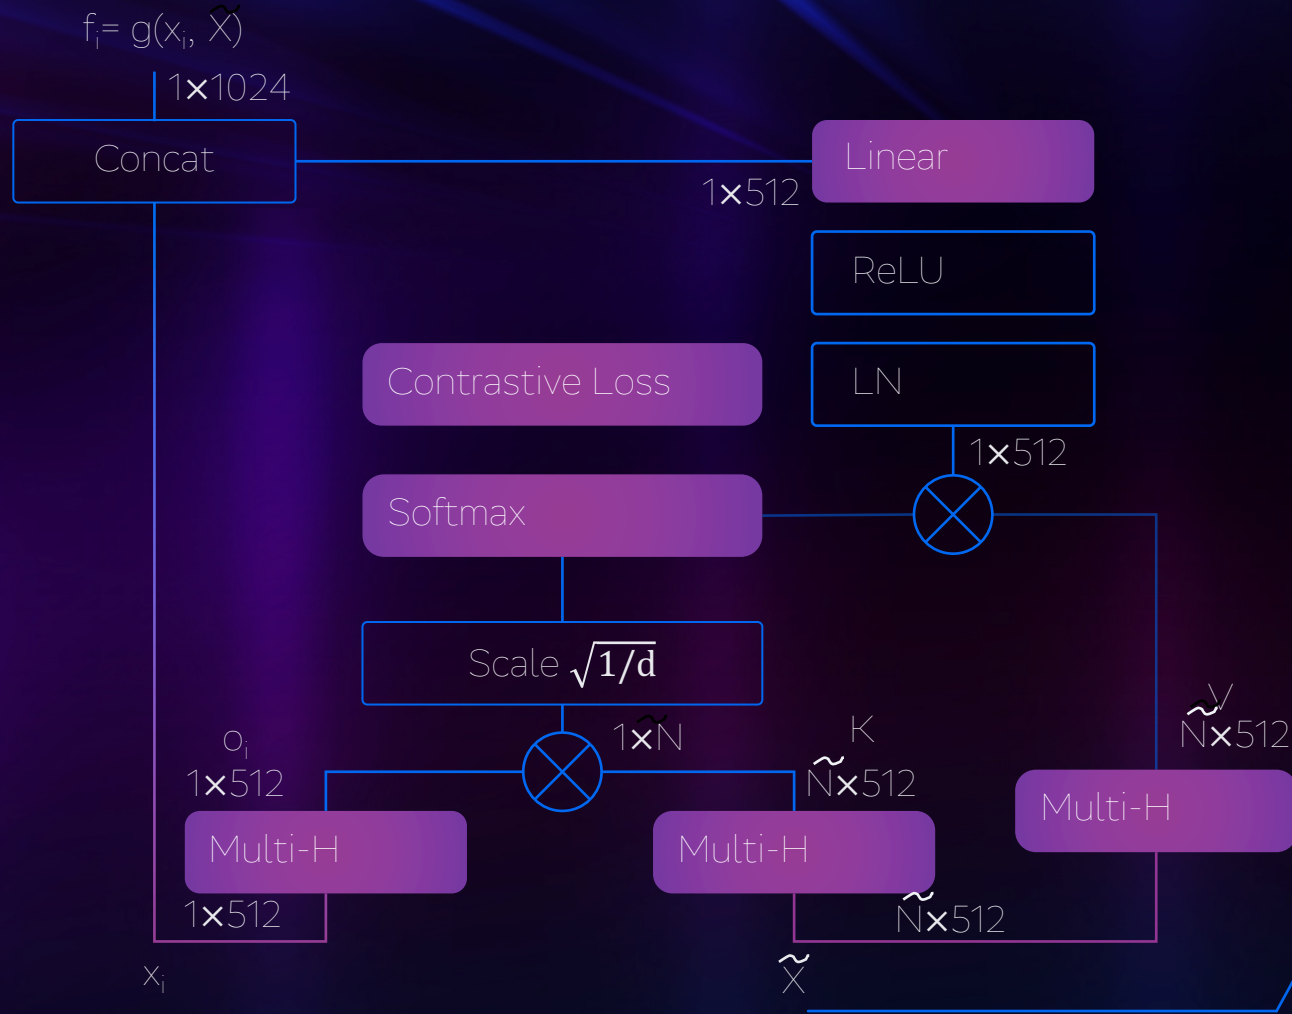 fᵢ= g(xᵢ, X̃)
1×1024
Concat
Linear
1×512
ReLU
Contrastive Loss
LN
1×512
Softmax
Scale √1/d
1×Ñ
oᵢ
1×512
K
Ñ×512
V
Ñ×512
Multi-H
Multi-H
Multi-H
1×512
Ñ×512
xᵢ
X̃